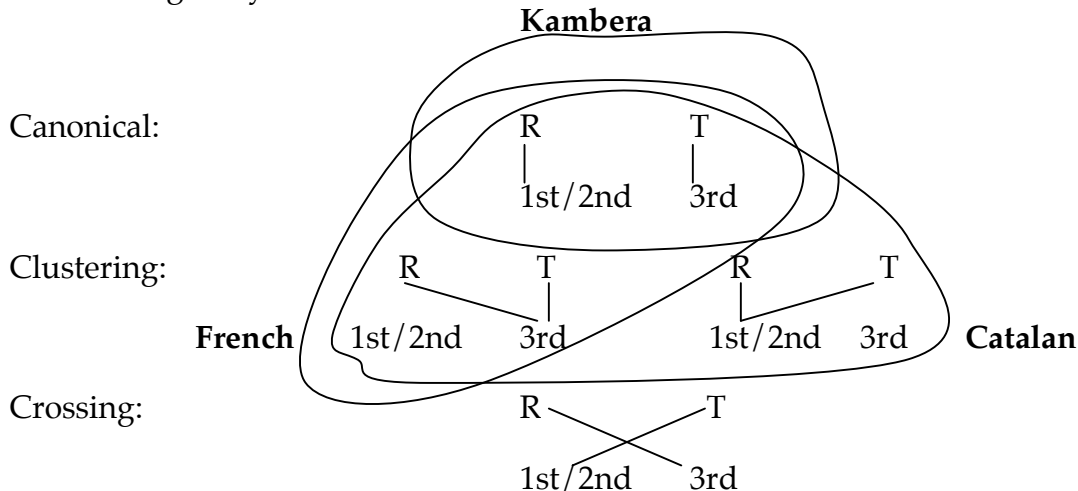 Kambera
Canonical: R T
1st/2nd 3rd
Clustering: R T R T
French 1st/2nd 3rd 1st/2nd 3rd Catalan
Crossing: R T
1st/2nd 3rd